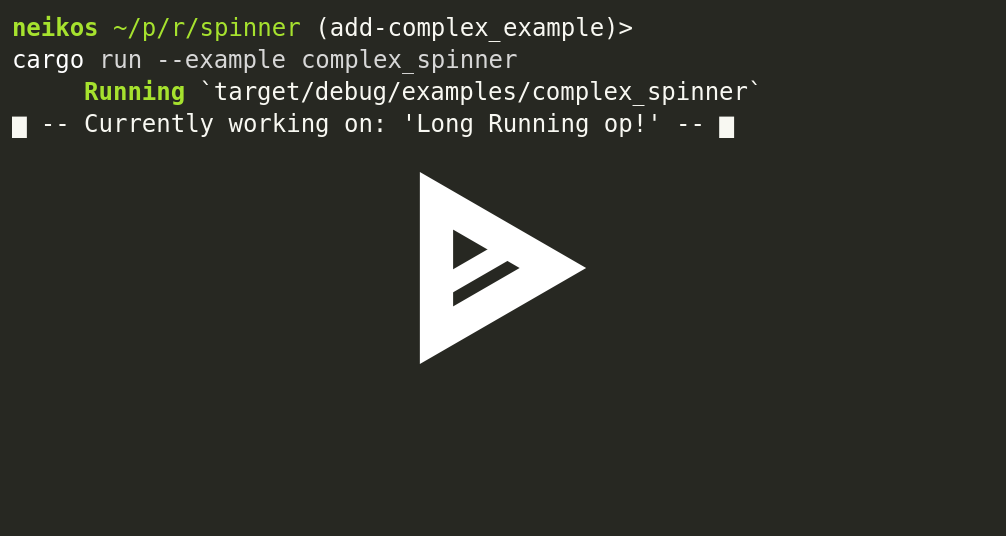 neikos ~/p/r/spinner (add-complex_example)>
cargo run --example complex_spinner
Running `target/debug/examples/complex_spinner`
-- Currently working on: 'Long Running op!' --